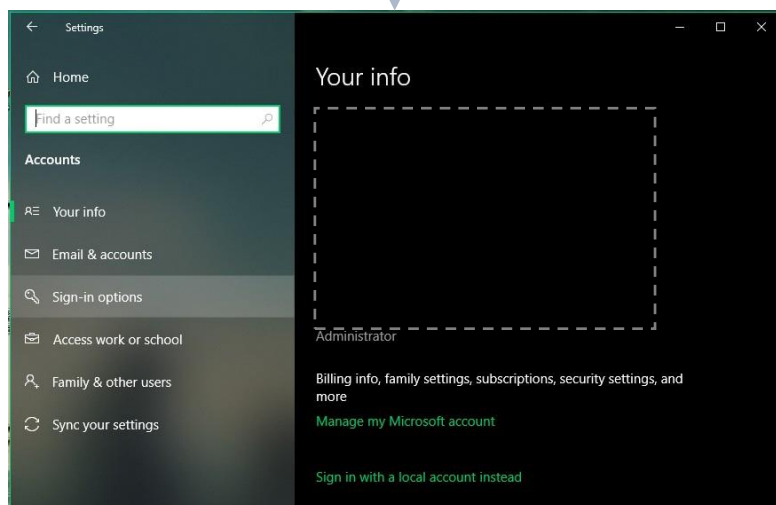 Settings
Home
Find a setting
Accounts
Your info
Email & accounts
Sign-in options
Access work or school
Family & other users
Sync your settings
Your info
Administrator
Billing info, family settings, subscriptions, security settings, and
more
Manage my Microsoft account
Sign in with a local account instead